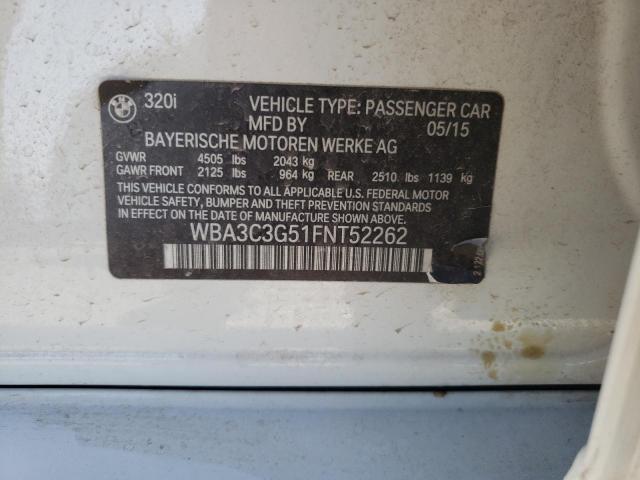 BMW 320i VEHICLE TYPE: PASSENGER CAR
MFD BY 05/15
BAYERISCHE MOTOREN WERKE AG
GVWR 4505 lbs 2043 kg
GAWR FRONT 2125 lbs 964 kg REAR 2510 lbs 1139 kg
THIS VEHICLE CONFORMS TO ALL APPLICABLE U.S. FEDERAL MOTOR
VEHICLE SAFETY, BUMPER AND THEFT PREVENTION STANDARDS
IN EFFECT ON THE DATE OF MANUFACTURE SHOWN ABOVE.
WBA3C3G51FNT52262